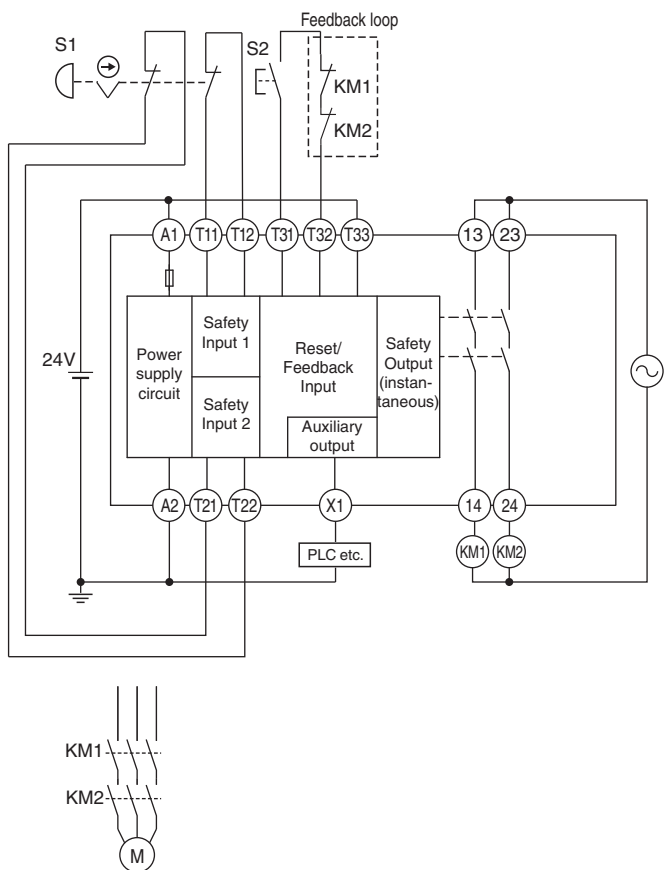 Feedback loop
S1
S2
KM1
KM2
A1
T11
T12
T31
T32
T33
13
23
24V
Power
supply
circuit
Safety
Input 1
Safety
Input 2
Reset/
Feedback
Input
Auxiliary
output
Safety
Output
(instan-
taneous)
A2
T21
T22
X1
14
24
PLC etc.
KM1
KM2
KM1
KM2
M